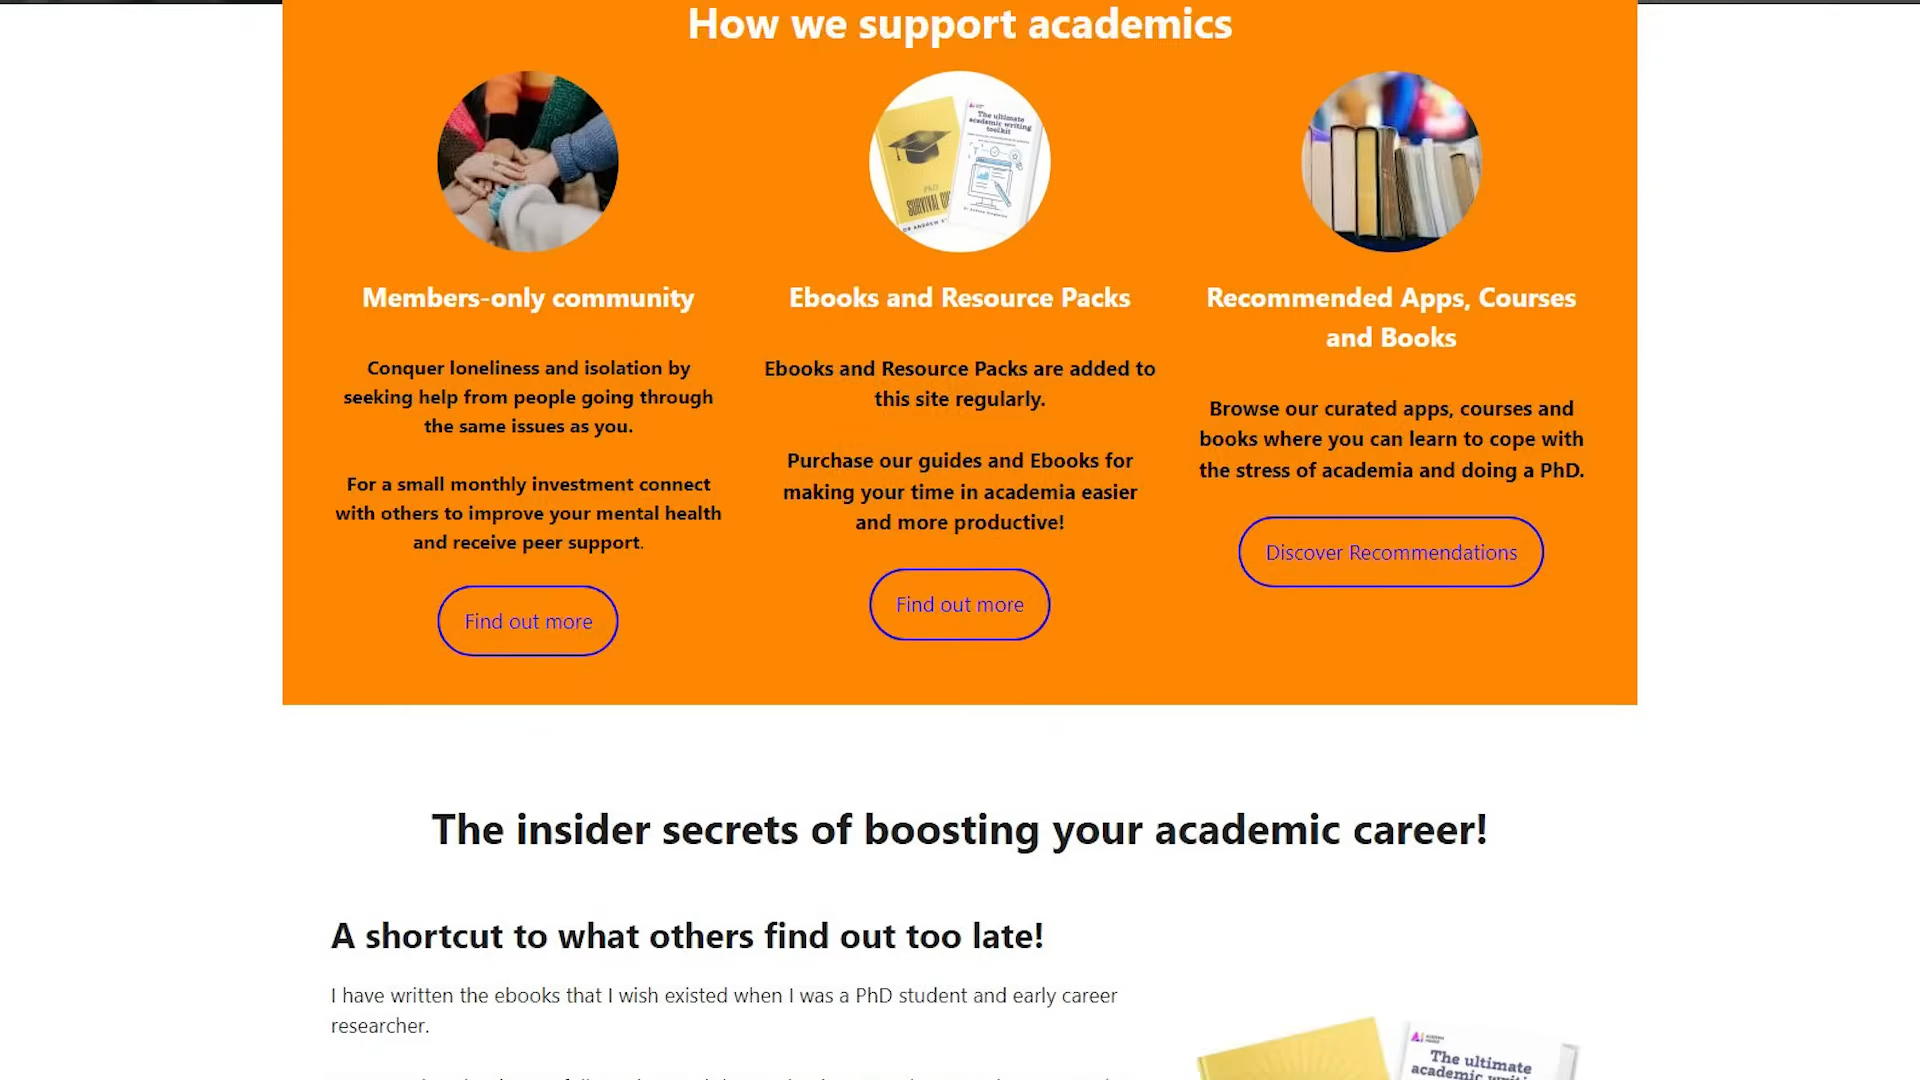 How we support academics
The ultimate
academic writing
toolkit
PhD
Members-only community
Conquer loneliness and isolation by
seeking help from people going through
the same issues as you.
For a small monthly investment connect
with others to improve your mental health
and receive peer support.
Find out more
Ebooks and Resource Packs
Ebooks and Resource Packs are added to
this site regularly.
Purchase our guides and Ebooks for
making your time in academia easier
and more productive!
Find out more
Recommended Apps, Courses
and Books
Browse our curated apps, courses and
books where you can learn to cope with
the stress of academia and doing a PhD.
Discover Recommendations
The insider secrets of boosting your academic career!
A shortcut to what others find out too late!
I have written the ebooks that I wish existed when I was a PhD student and early career
researcher.
The ultimate
academic